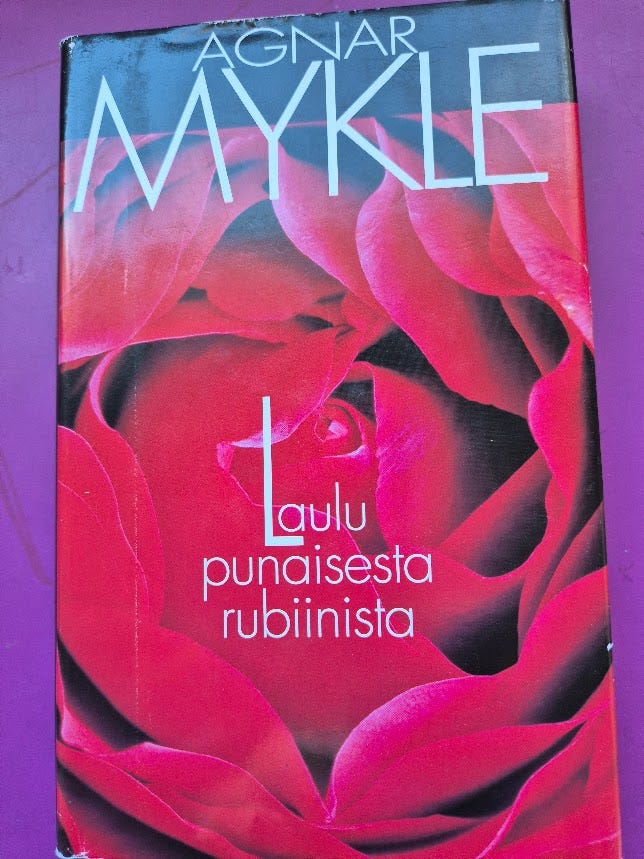 AGNAR
MYKLE
Laulu
punaisesta
rubiinista